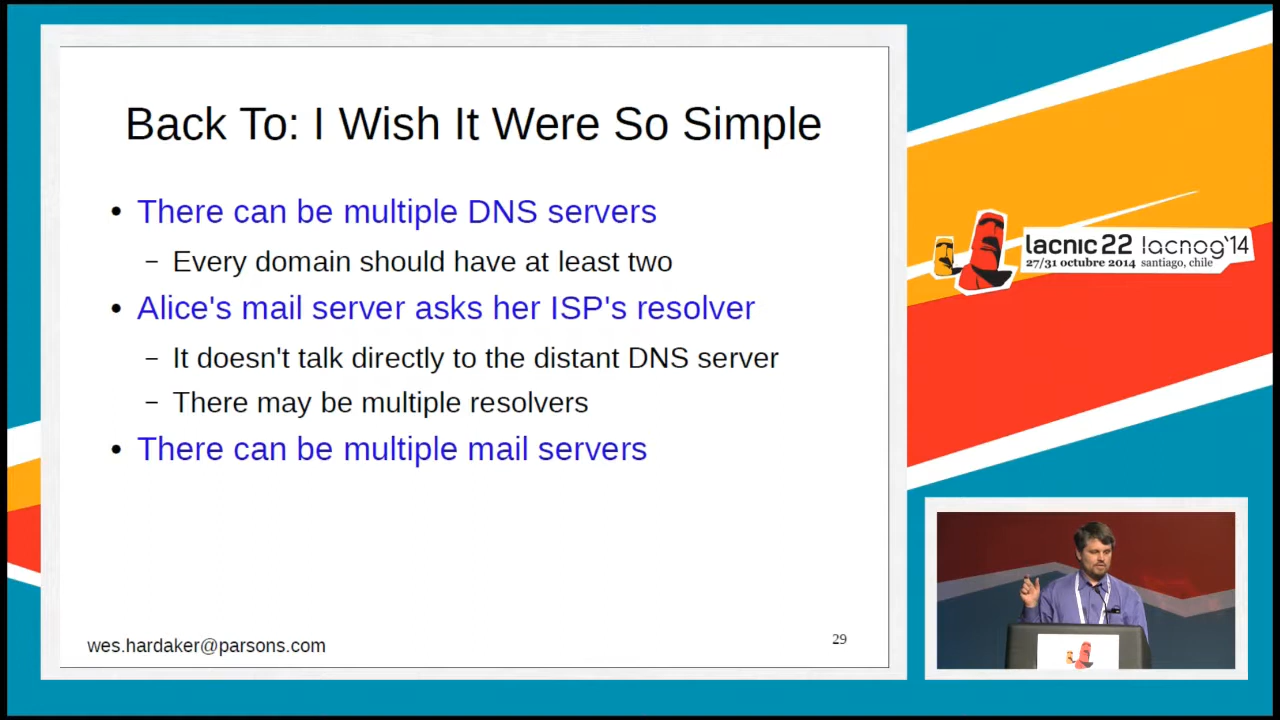 Back To: I Wish It Were So Simple
• There can be multiple DNS servers
– Every domain should have at least two
• Alice's mail server asks her ISP's resolver
– It doesn't talk directly to the distant DNS server
– There may be multiple resolvers
• There can be multiple mail servers
wes.hardaker@parsons.com
29
lacnic 22 lacnog'14
27/31 octubre 2014 santiago, chile